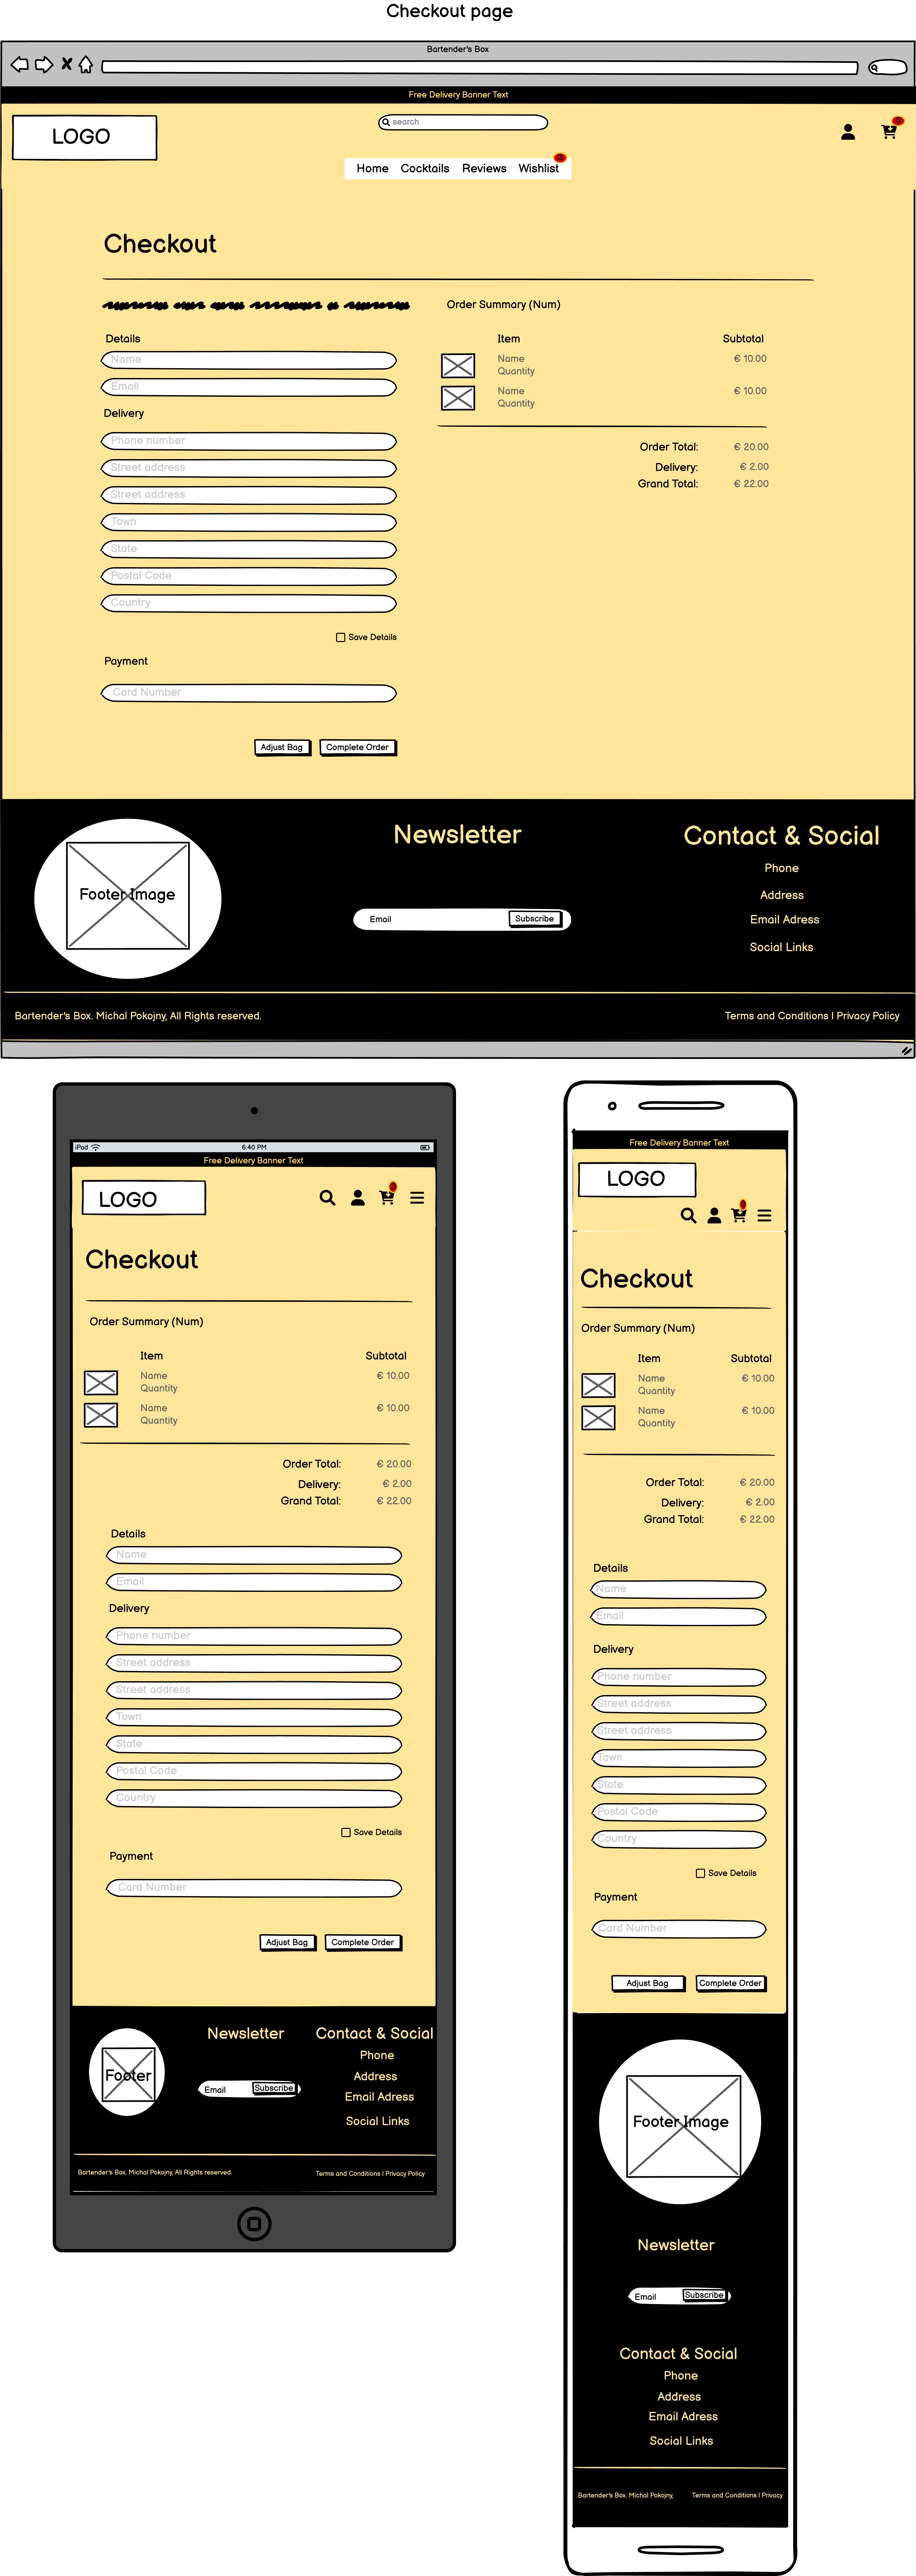 Checkout page
Bartender's Box
Free Delivery Banner Text
LOGO
search
3
3
Home Cocktails Reviews Wishlist
Checkout
Order Summary (Num)
Details
Item Subtotal
Name
Name € 10.00
Quantity
Email
Name € 10.00
Quantity
Delivery
Phone number
Order Total: € 20.00
Street address
Delivery: € 2.00
Grand Total: € 22.00
Street address
Town
State
Postal Code
Country
Save Details
Payment
Card Number
Adjust Bag Complete Order
Newsletter
Contact & Social
Phone
Footer Image
Address
Email Subscribe
Email Adress
Social Links
Bartender's Box. Michal Pokojny, All Rights reserved. Terms and Conditions I Privacy Policy
iPad 6:40 PM
Free Delivery Banner Text
LOGO
Checkout
Order Summary (Num)
Item Subtotal
Name € 10.00
Quantity
Name € 10.00
Quantity
Order Total: € 20.00
Delivery: € 2.00
Grand Total: € 22.00
Details
Name
Email
Delivery
Phone number
Street address
Street address
Town
State
Postal Code
Country
Save Details
Payment
Card Number
Adjust Bag Complete Order
Newsletter Contact & Social
Phone
Footer
Address
Email Subscribe
Email Adress
Social Links
Bartender's Box. Michal Pokojny, All Rights reserved. Terms and Conditions I Privacy Policy
Free Delivery Banner Text
LOGO
Checkout
Order Summary (Num)
Item Subtotal
Name € 10.00
Quantity
Name € 10.00
Quantity
Order Total: € 20.00
Delivery: € 2.00
Grand Total: € 22.00
Details
Name
Email
Delivery
Phone number
Street address
Street address
Town
State
Postal Code
Country
Save Details
Payment
Card Number
Adjust Bag Complete Order
Footer Image
Newsletter
Email Subscribe
Contact & Social
Phone
Address
Email Adress
Social Links
Bartender's Box. Michal Pokojny, Terms and Conditions I Privacy